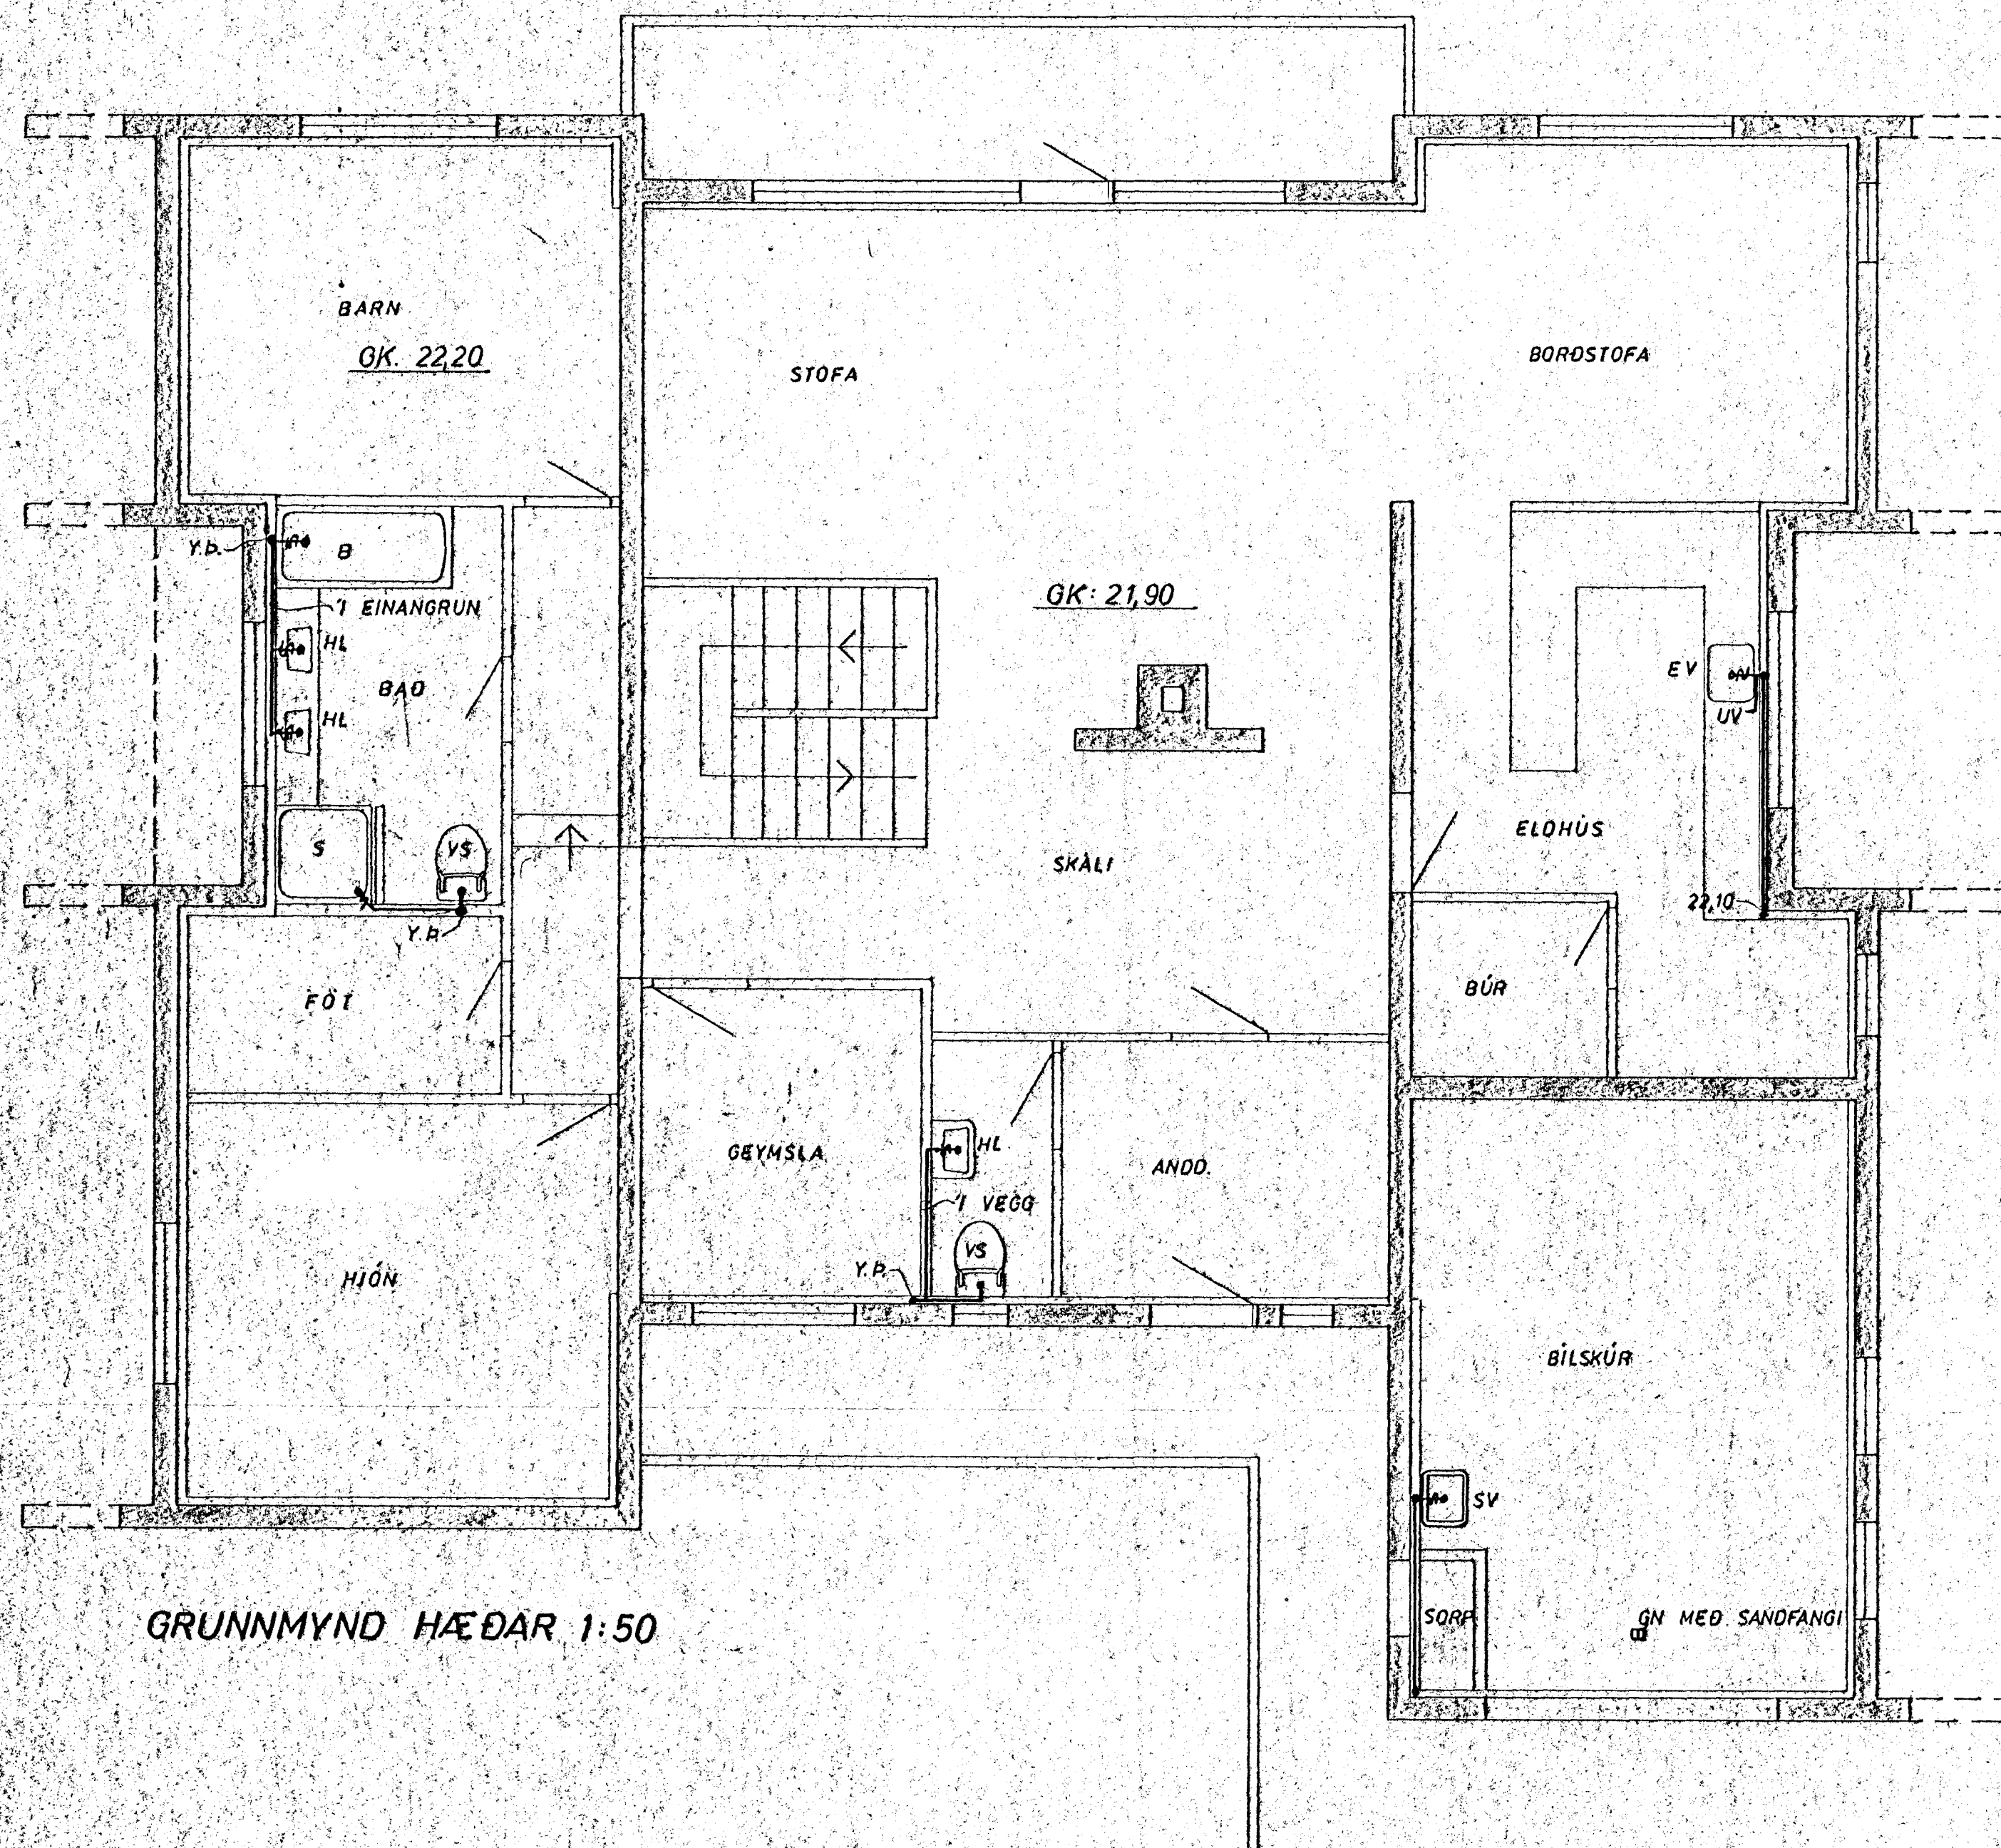 BARN
GK. 22,20
STOFA
BORÐSTOFA
Y.Þ.
B
Í EINANGRUN
HL
BAÐ
HL
S
VS
Y.Þ.
GK: 21,90
EV
UV
ELDHÚS
SKÁLI
22,10
FÖT
BÚR
GEYMSLA
HL
ANDD.
Í VEGG
VS
Y.Þ.
HJÓN
BÍLSKÚR
SV
SORP
GN MEÐ SANDFANGI
GRUNNMYND HÆÐAR 1:50